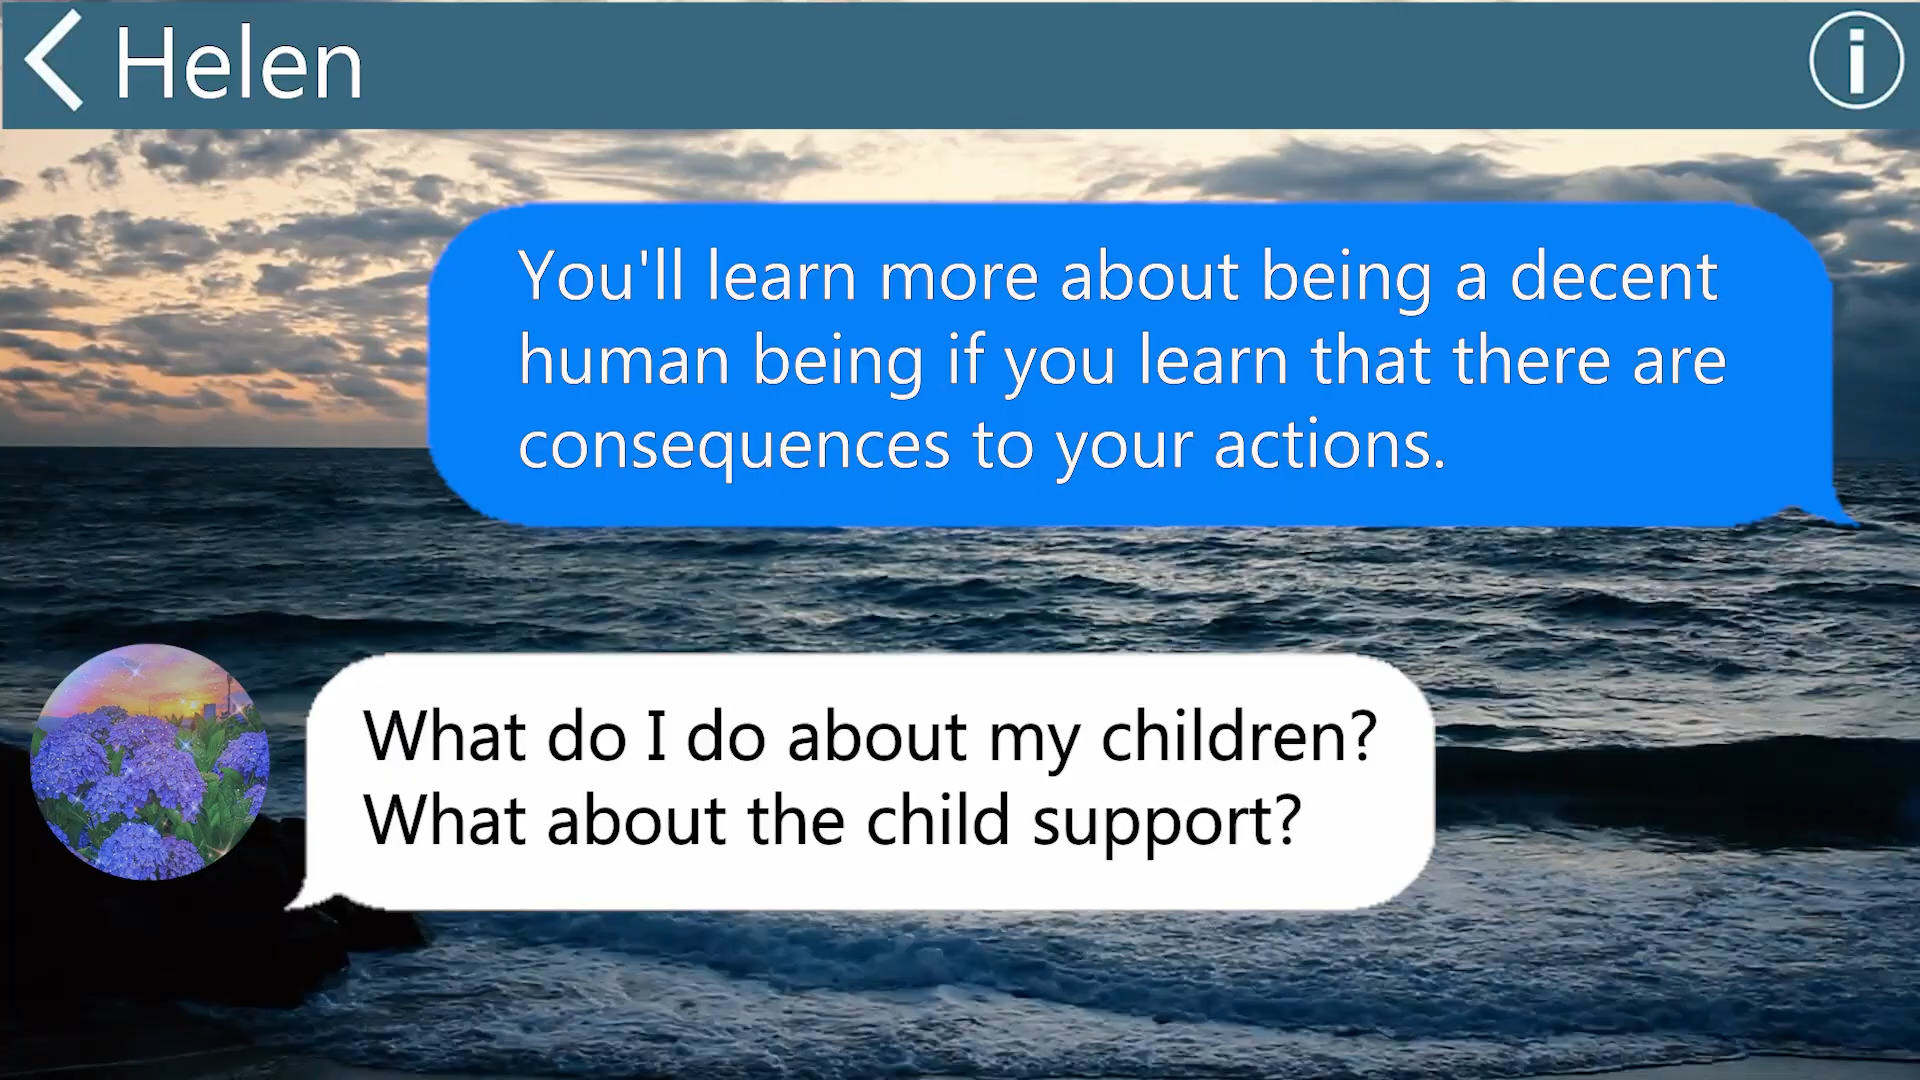 Helen
You'll learn more about being a decent
human being if you learn that there are
consequences to your actions.
What do I do about my children?
What about the child support?